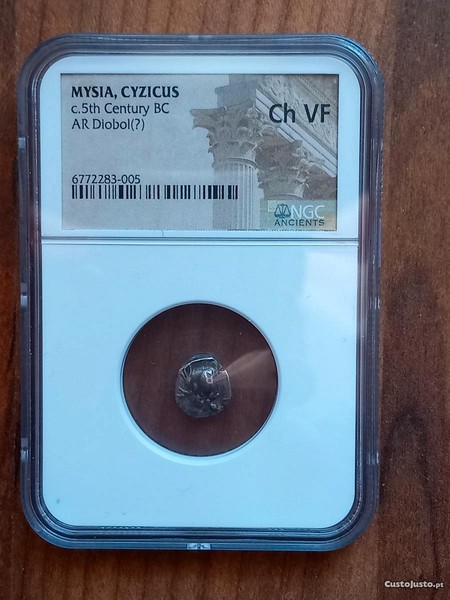 MYSIA, CYZICUS
c.5th Century BC
AR Diobol(?)
Ch VF
6772283-005
NGC
ANCIENTS
CustoJusto.pt